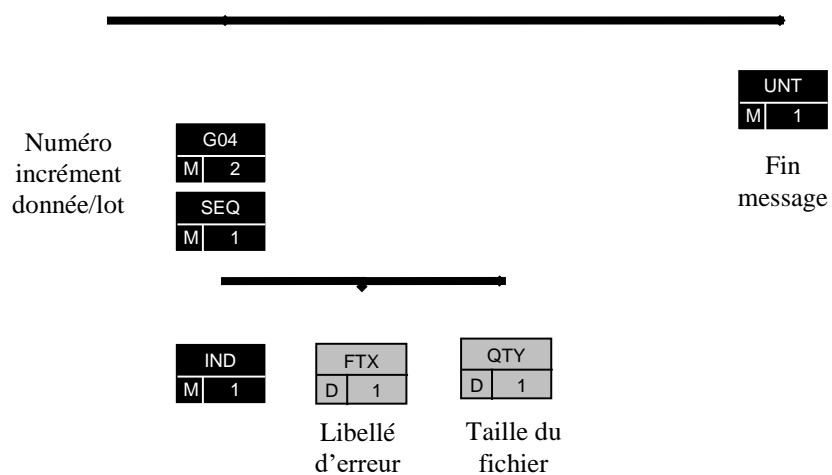 UNT
M 1
Fin
message
Numéro
incrément
donnée/lot
G04
M 2
SEQ
M 1
IND
M 1
FTX
D 1
Libellé
d'erreur
QTY
D 1
Taille du
fichier